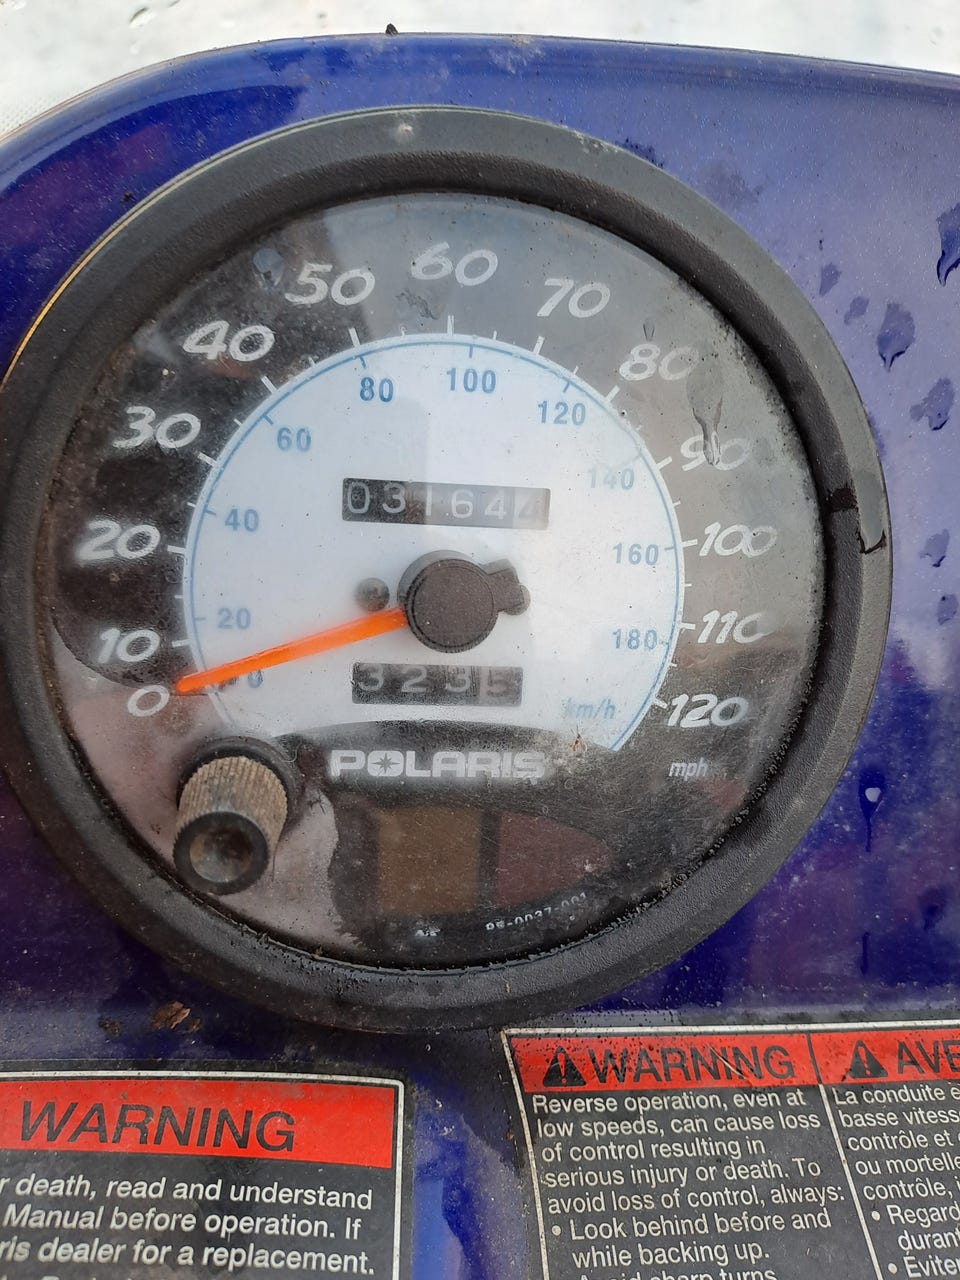 60
50
70
40
80
30
90
20
100
10
110
0
120
mph
100
80
120
60
140
40
160
20
180
km/h
031644
3235
POLARIS
WARNING
r death, read and understand
Manual before operation. If
ris dealer for a replacement.
WARNING
Reverse operation, even at
low speeds, can cause loss
of control resulting in
serious injury or death. To
avoid loss of control, always:
• Look behind before and
while backing up.
Avoid sharp turns
AVE
La conduite e
basse vitess
contrôle et
ou mortelle
contrôle,
• Regard
durant
• Évite